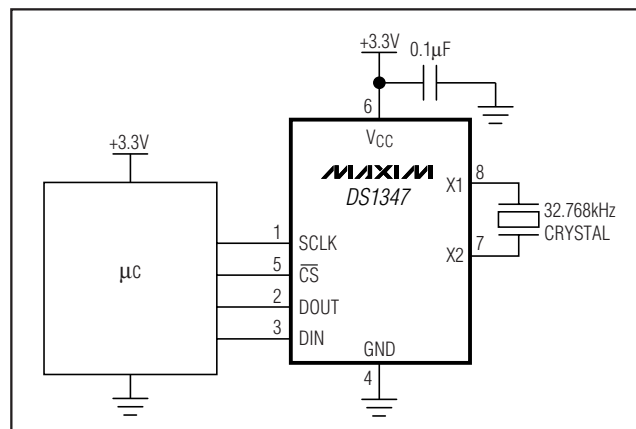 +3.3V
0.1µF
6
VCC
+3.3V
MAXIM
DS1347
X1
8
32.768kHz
CRYSTAL
X2
7
µC
1
SCLK
5
CS
2
DOUT
3
DIN
GND
4